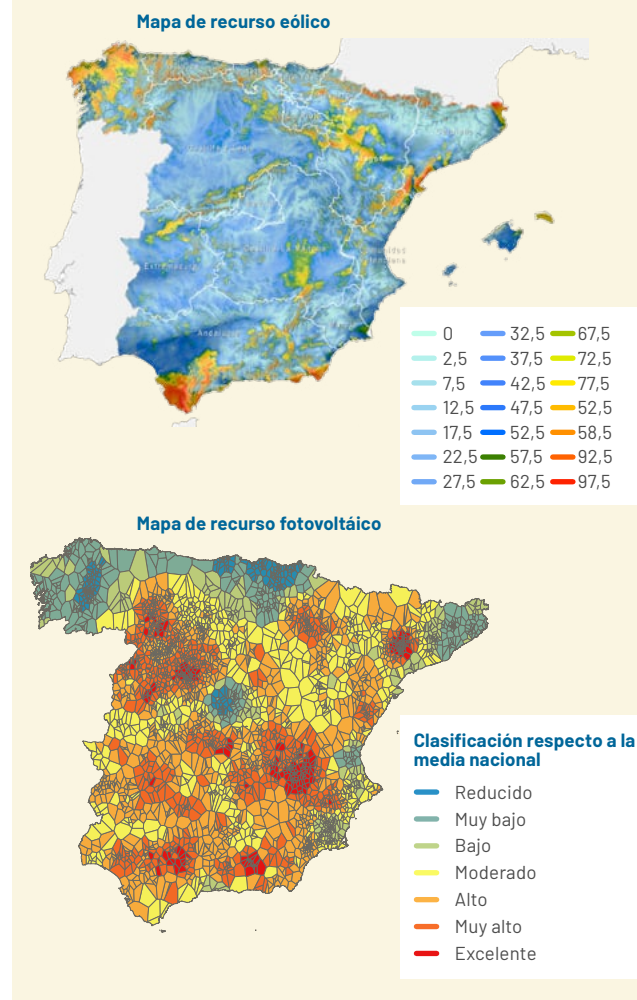 Mapa de recurso eólico
Extremadura
Andalucía
0
2,5
7,5
12,5
17,5
22,5
27,5
32,5
37,5
42,5
47,5
52,5
57,5
62,5
67,5
72,5
77,5
52,5
58,5
92,5
97,5
Mapa de recurso fotovoltáico
Clasificación respecto a la
media nacional
Reducido
Muy bajo
Bajo
Moderado
Alto
Muy alto
Excelente